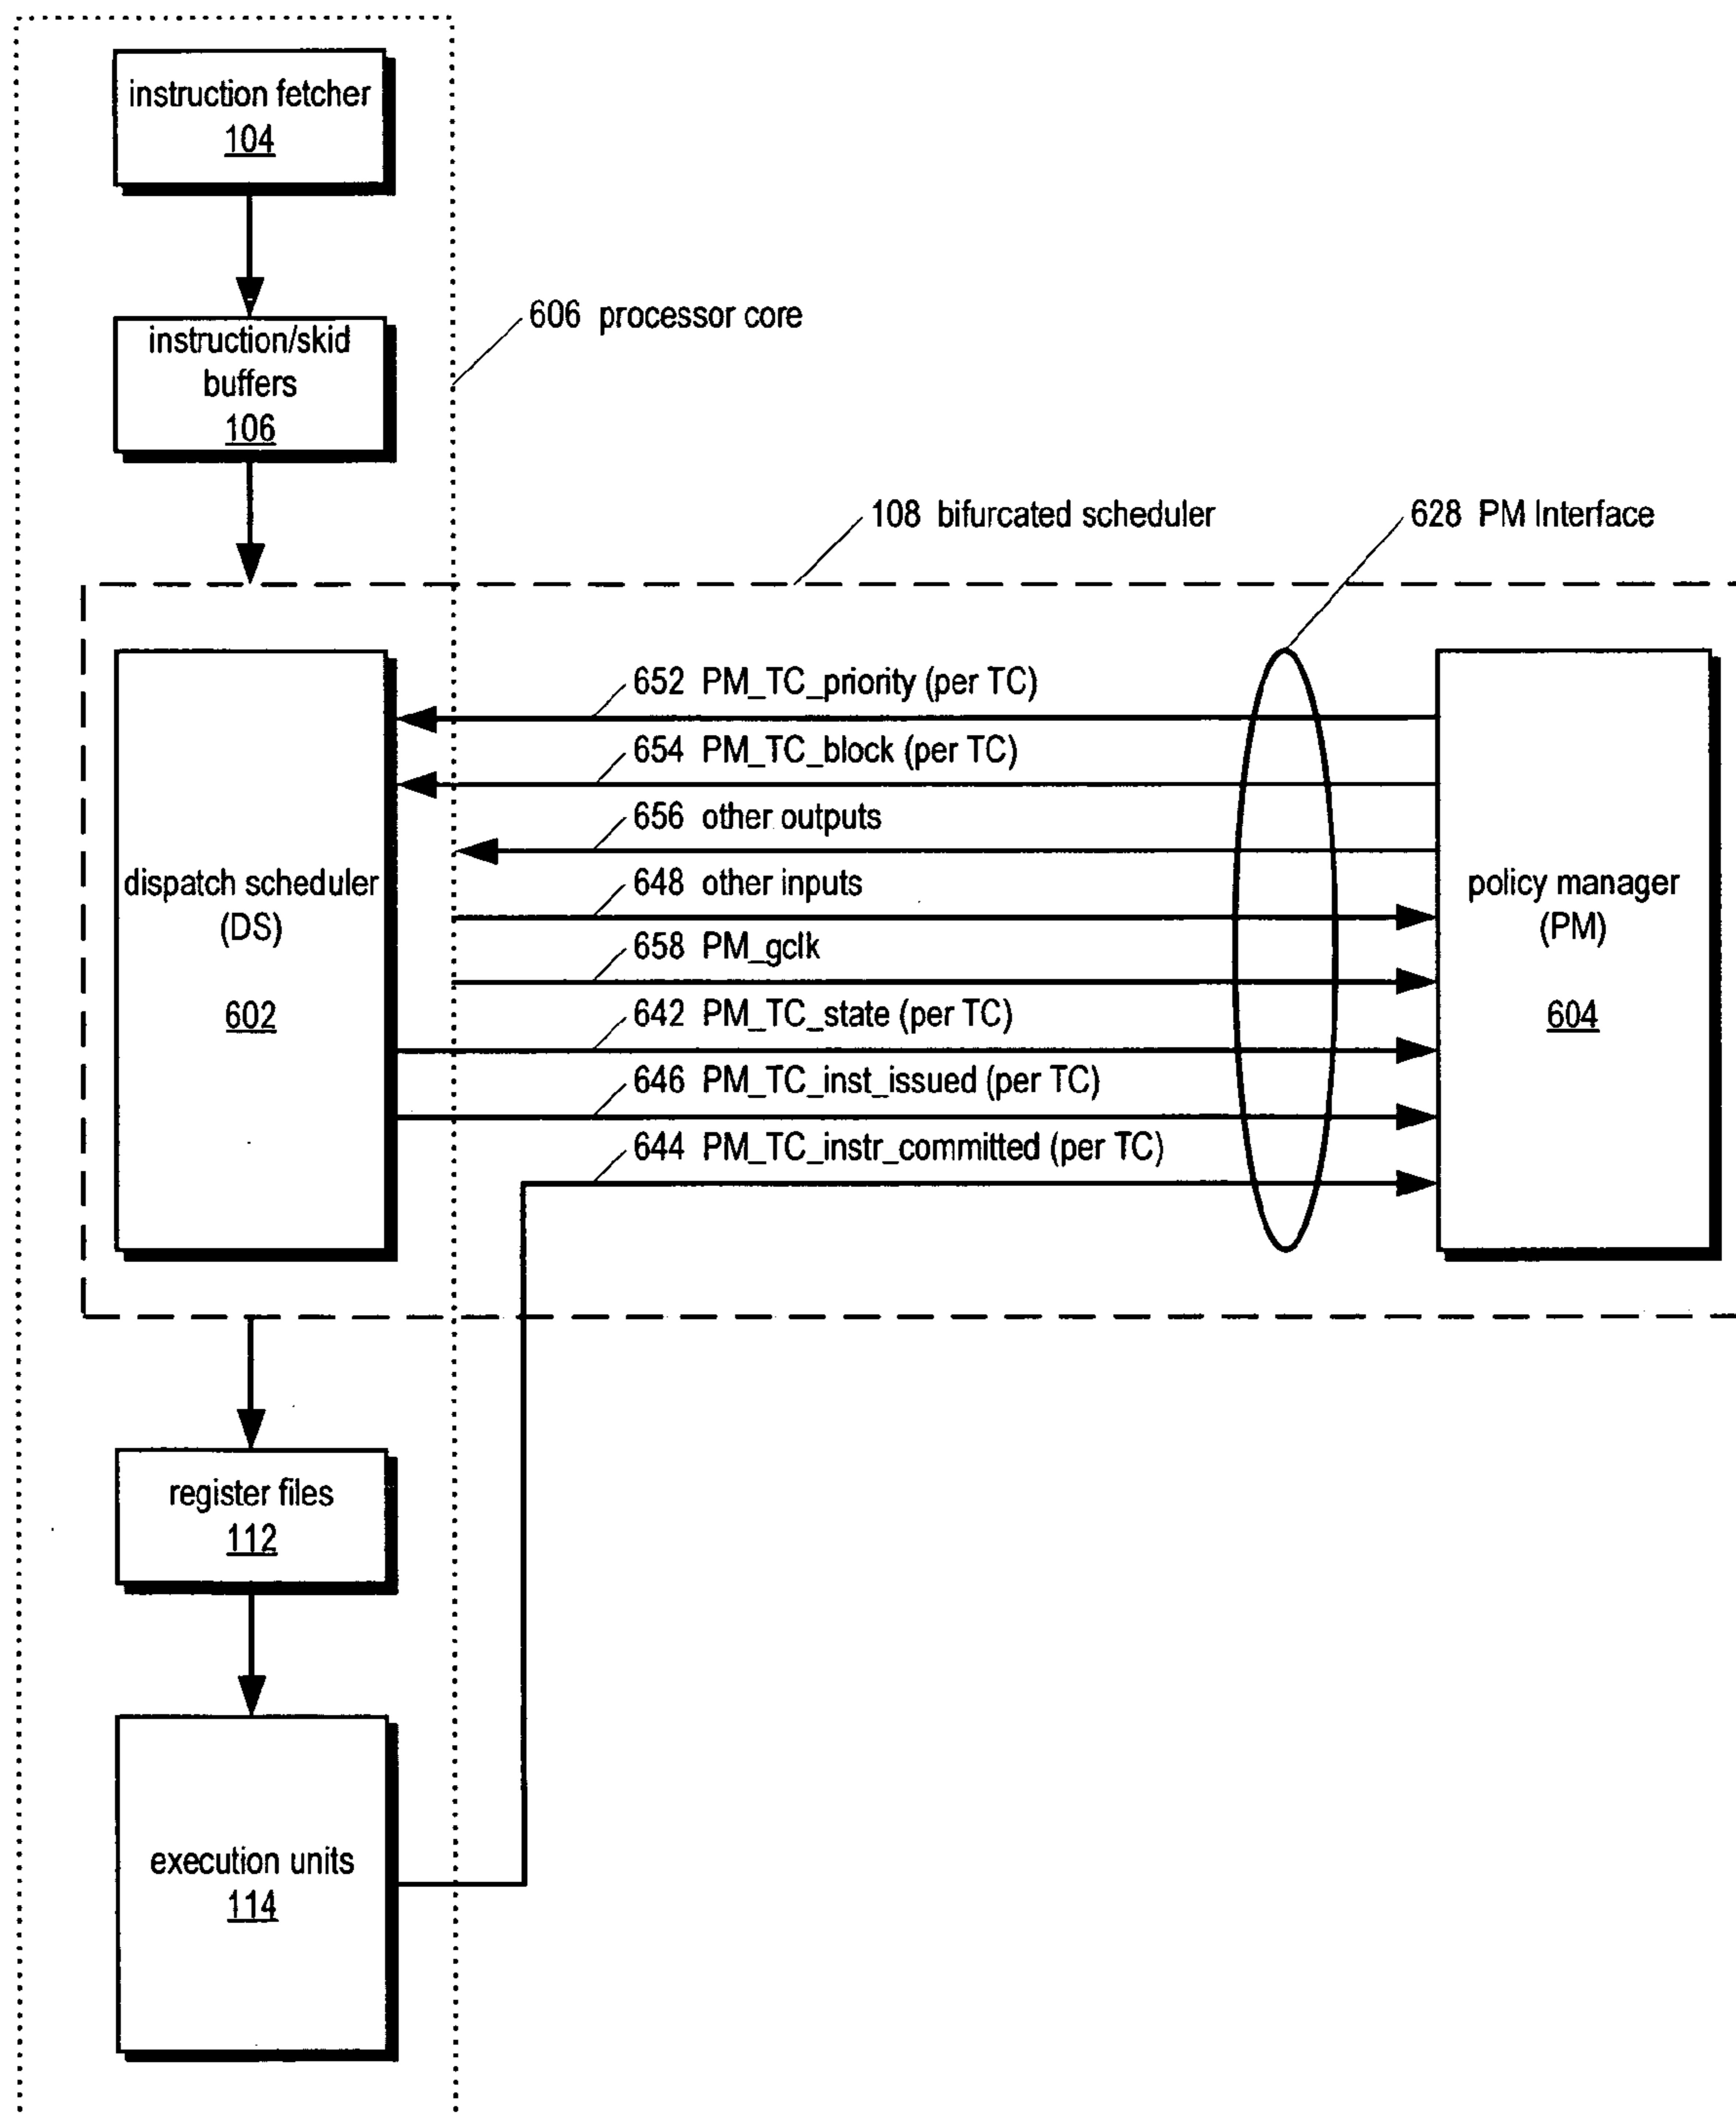 instruction fetcher
104
instruction/skid
buffers
106
606 processor core
108 bifurcated scheduler
628 PM Interface
652 PM_TC_priority (per TC)
654 PM_TC_block (per TC)
656 other outputs
648 other inputs
658 PM_gclk
642 PM_TC_state (per TC)
646 PM_TC_inst_issued (per TC)
644 PM_TC_instr_committed (per TC)
dispatch scheduler
(DS)
602
policy manager
(PM)
604
register files
112
execution units
114